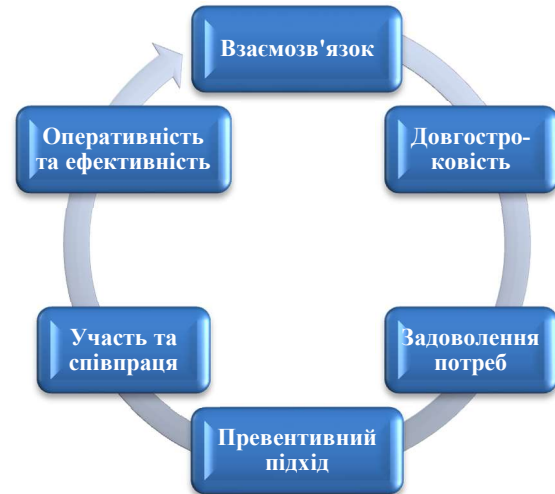 Взаємозв'язок
Довгостро-
ковість
Задоволення
потреб
Превентивний
підхід
Участь та
співпраця
Оперативність
та ефективність